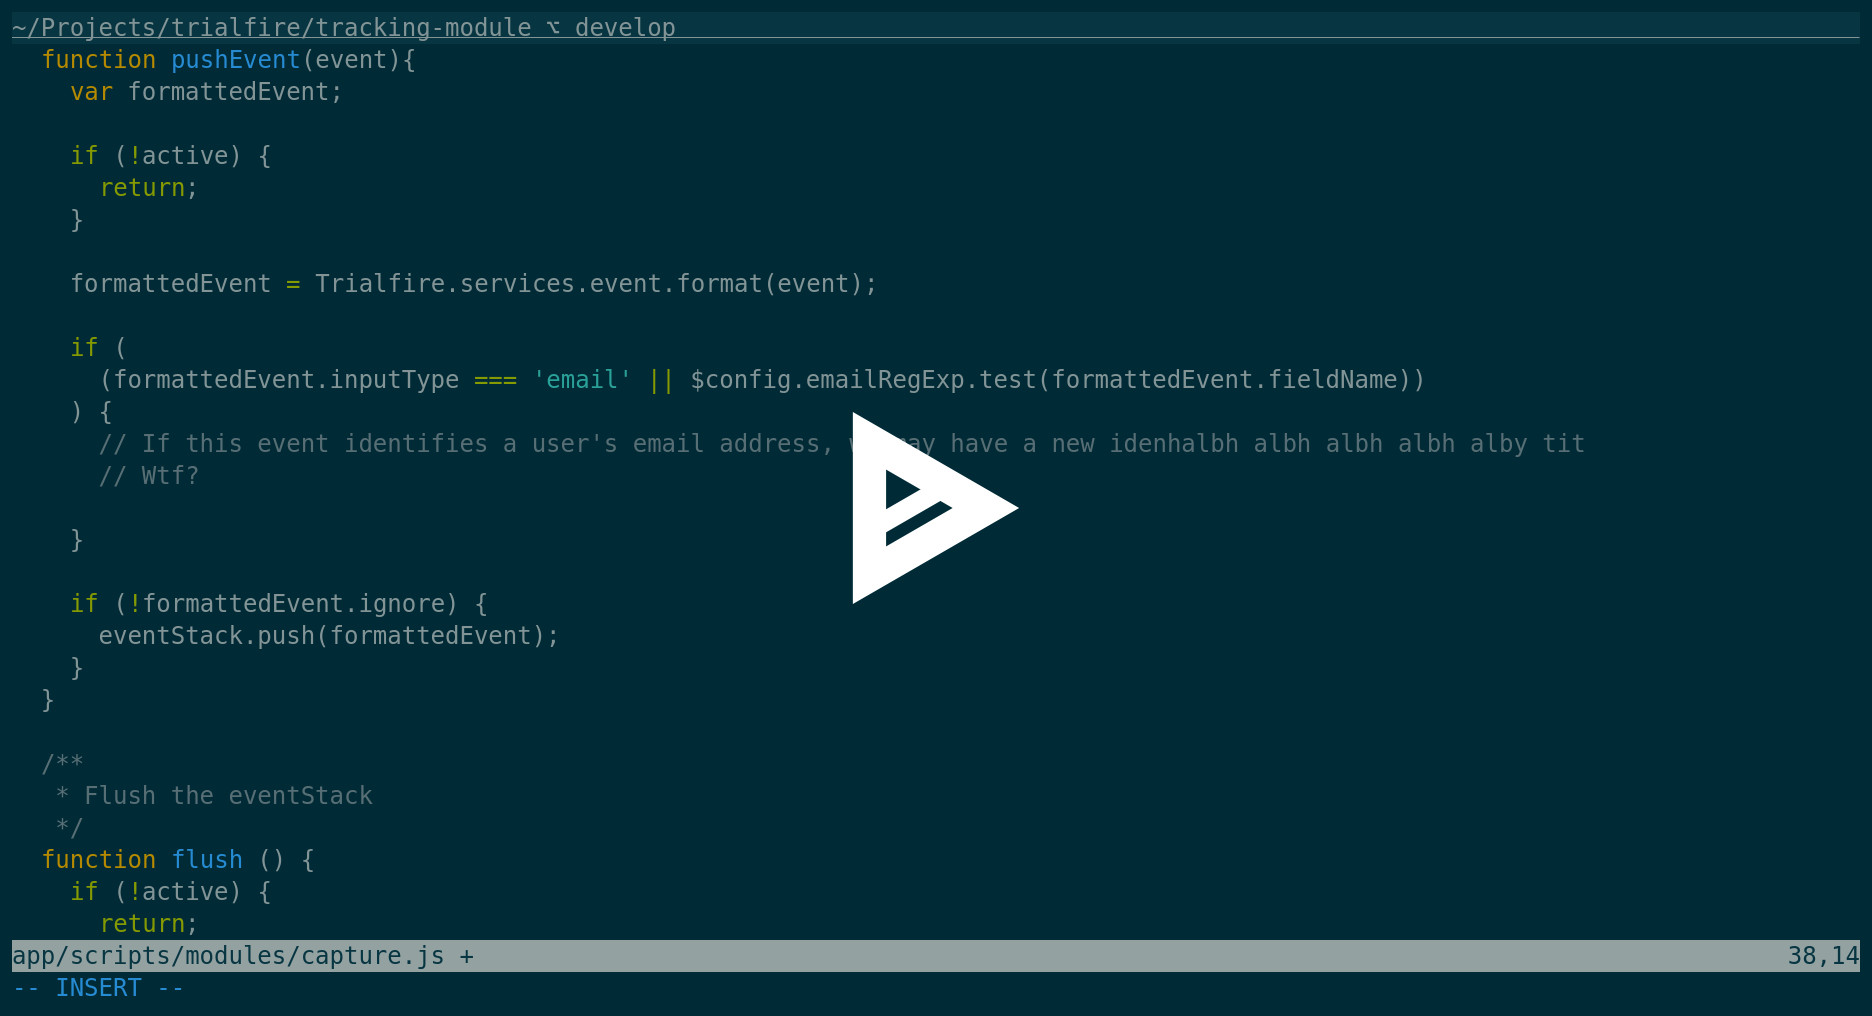 ~/Projects/trialfire/tracking-module ⌥ develop
function pushEvent(event){
var formattedEvent;
if (!active) {
return;
}
formattedEvent = Trialfire.services.event.format(event);
if (
(formattedEvent.inputType === 'email' || $config.emailRegExp.test(formattedEvent.fieldName))
) {
// If this event identifies a user's email address, may have a new idenhalbh albh albh albh alby tit
// Wtf?
}
if (!formattedEvent.ignore) {
eventStack.push(formattedEvent);
}
}
/**
* Flush the eventStack
*/
function flush () {
if (!active) {
return;
app/scripts/modules/capture.js + 38,14
-- INSERT --